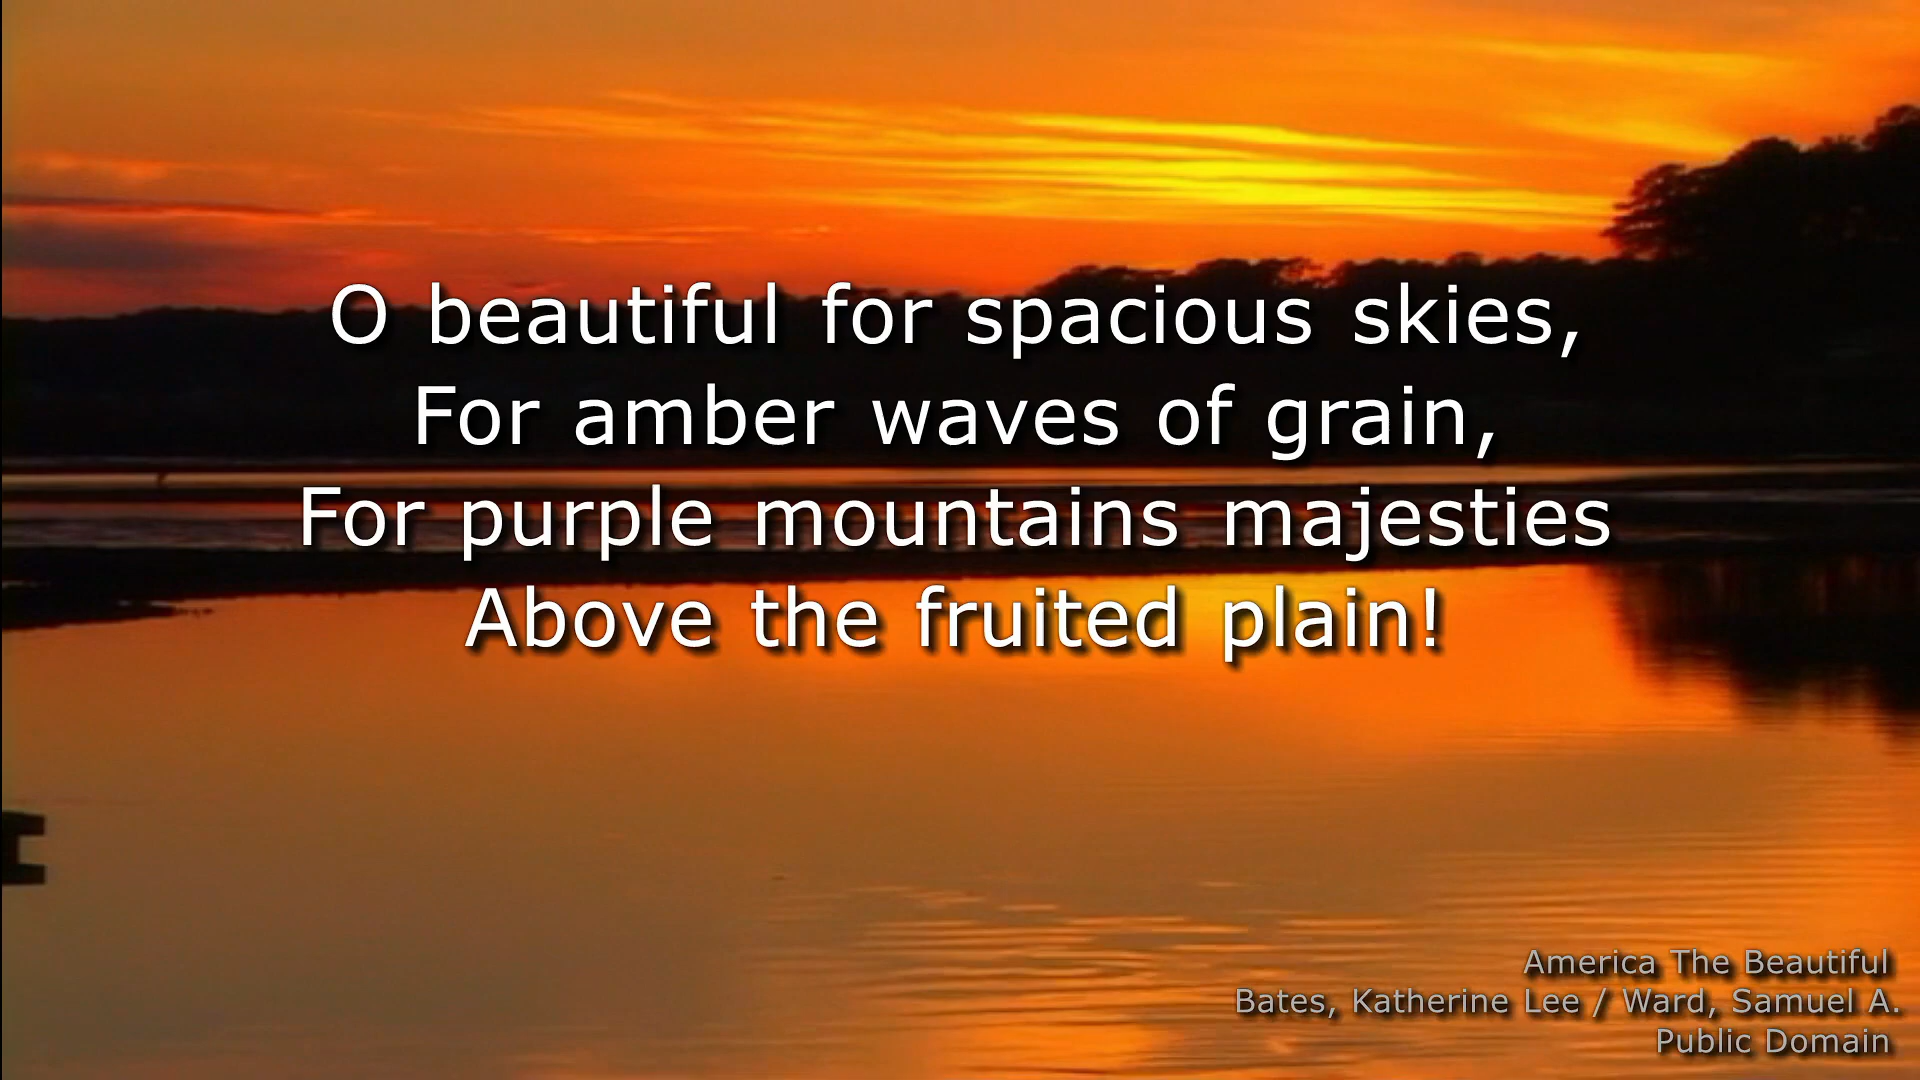 O beautiful for spacious skies,
For amber waves of grain,
For purple mountains majesties
Above the fruited plain!
America The Beautiful
Bates, Katherine Lee / Ward, Samuel A.
Public Domain